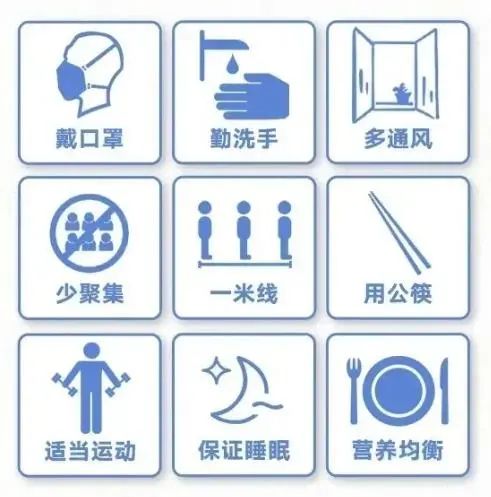 戴口罩
勤洗手
多通风
少聚集
一米线
用公筷
适当运动
保证睡眠
营养均衡